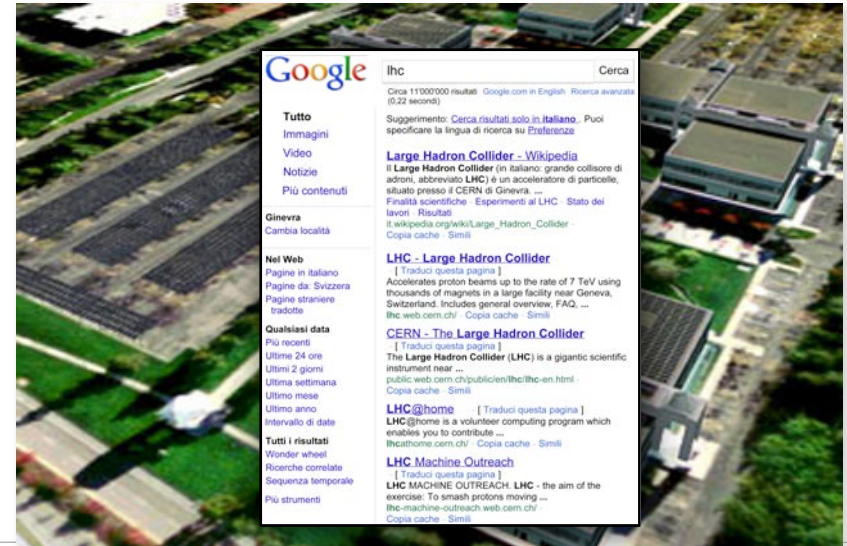 Google
lhc
Cerca
Circa 11'000'000 risultati Google.com in English Ricerca avanzata
(0,22 secondi)
Tutto
Immagini
Video
Notizie
Più contenuti
Ginevra
Cambia località
Nel Web
Pagine in italiano
Pagine da: Svizzera
Pagine straniere
tradotte
Qualsiasi data
Più recenti
Ultime 24 ore
Ultimi 2 giorni
Ultima settimana
Ultimo mese
Ultimo anno
Intervallo di date
Tutti i risultati
Wonder wheel
Ricerche correlate
Sequenza temporale
Più strumenti
Suggerimento: Cerca risultati solo in italiano . Puoi
specificare la lingua di ricerca su Preferenze
Large Hadron Collider - Wikipedia
Il Large Hadron Collider (in italiano: grande collisore di
adroni, abbreviato LHC) è un acceleratore di particelle,
situato presso il CERN di Ginevra. ...
Finalità scientifiche - Esperimenti al LHC - Stato dei
lavori - Risultati
it.wikipedia.org/wiki/Large_Hadron_Collider -
Copia cache - Simili
LHC - Large Hadron Collider
- [ Traduci questa pagina ]
Accelerates proton beams up to the rate of 7 TeV using
thousands of magnets in a large facility near Geneva,
Switzerland. Includes general overview, FAQ, ...
lhc.web.cern.ch/ - Copia cache - Simili
CERN - The Large Hadron Collider
- [ Traduci questa pagina ]
The Large Hadron Collider (LHC) is a gigantic scientific
instrument near ...
public.web.cern.ch/public/en/lhc/lhc-en.html -
Copia cache - Simili
LHC@home - [ Traduci questa pagina ]
LHC@home is a volunteer computing program which
enables you to contribute ...
lhcathome.cern.ch/ - Copia cache - Simili
LHC Machine Outreach
- [ Traduci questa pagina ]
LHC MACHINE OUTREACH. LHC - the aim of the
exercise: To smash protons moving ...
lhc-machine-outreach.web.cern.ch/ -
Copia cache - Simili